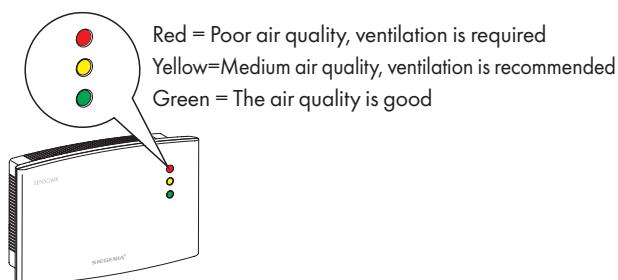 Red = Poor air quality, ventilation is required
Yellow=Medium air quality, ventilation is recommended
Green = The air quality is good
SENSOAIR
SIEGENIA®